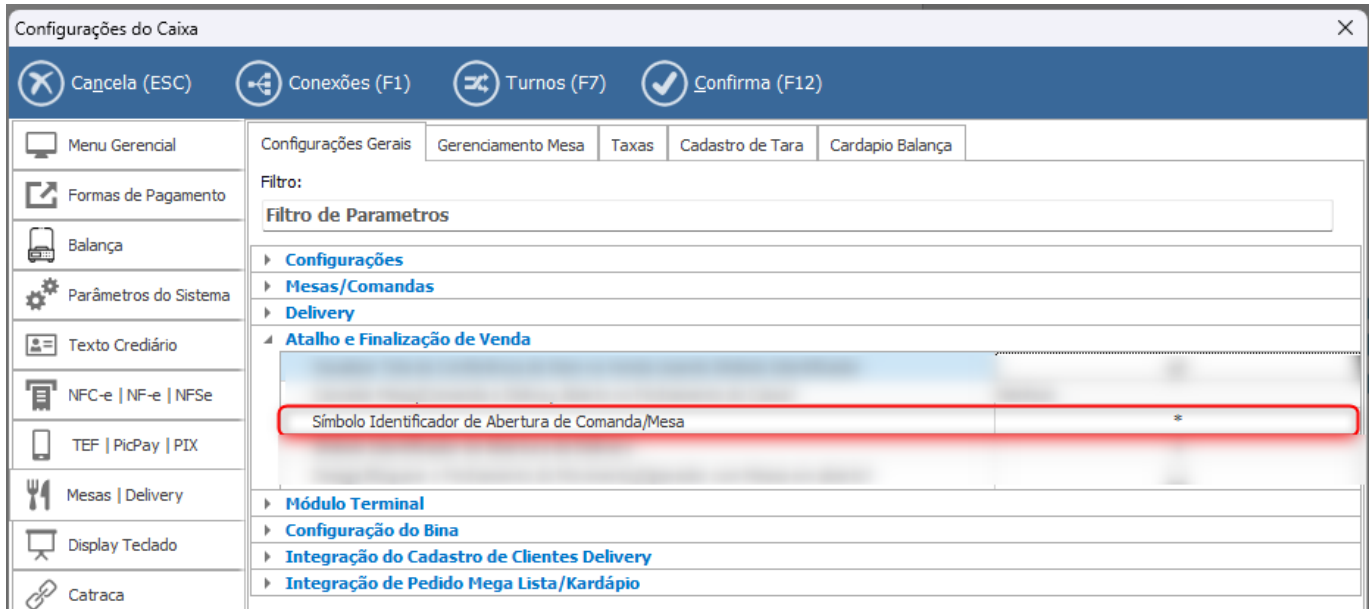 Configurações do Caixa
Cancela (ESC)
Conexões (F1)
Turnos (F7)
Confirma (F12)
Menu Gerencial
Formas de Pagamento
Balança
Parâmetros do Sistema
Texto Crediário
NFC-e | NF-e | NFSe
TEF | PicPay | PIX
Mesas | Delivery
Display Teclado
Catraca
Configurações Gerais
Gerenciamento Mesa
Taxas
Cadastro de Tara
Cardapio Balança
Filtro:
Filtro de Parametros
Configurações
Mesas/Comandas
Delivery
Atalho e Finalização de Venda
Símbolo Identificador de Abertura de Comanda/Mesa *
Módulo Terminal
Configuração do Bina
Integração do Cadastro de Clientes Delivery
Integração de Pedido Mega Lista/Kardápio